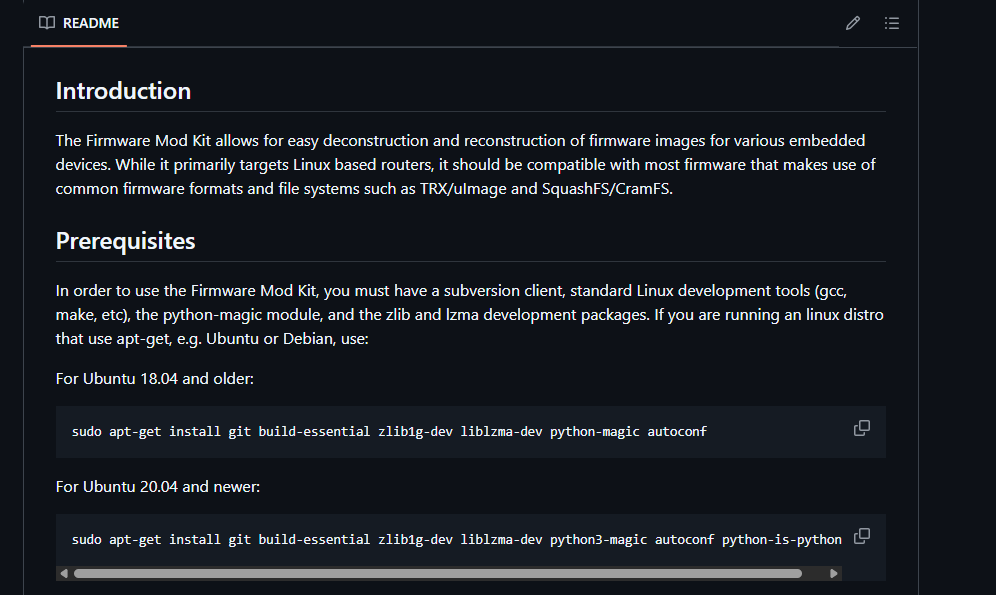 README
Introduction
The Firmware Mod Kit allows for easy deconstruction and reconstruction of firmware images for various embedded
devices. While it primarily targets Linux based routers, it should be compatible with most firmware that makes use of
common firmware formats and file systems such as TRX/uImage and SquashFS/CramFS.
Prerequisites
In order to use the Firmware Mod Kit, you must have a subversion client, standard Linux development tools (gcc,
make, etc), the python-magic module, and the zlib and lzma development packages. If you are running an linux distro
that use apt-get, e.g. Ubuntu or Debian, use:
For Ubuntu 18.04 and older:
sudo apt-get install git build-essential zlib1g-dev liblzma-dev python-magic autoconf
For Ubuntu 20.04 and newer:
sudo apt-get install git build-essential zlib1g-dev liblzma-dev python3-magic autoconf python-is-python